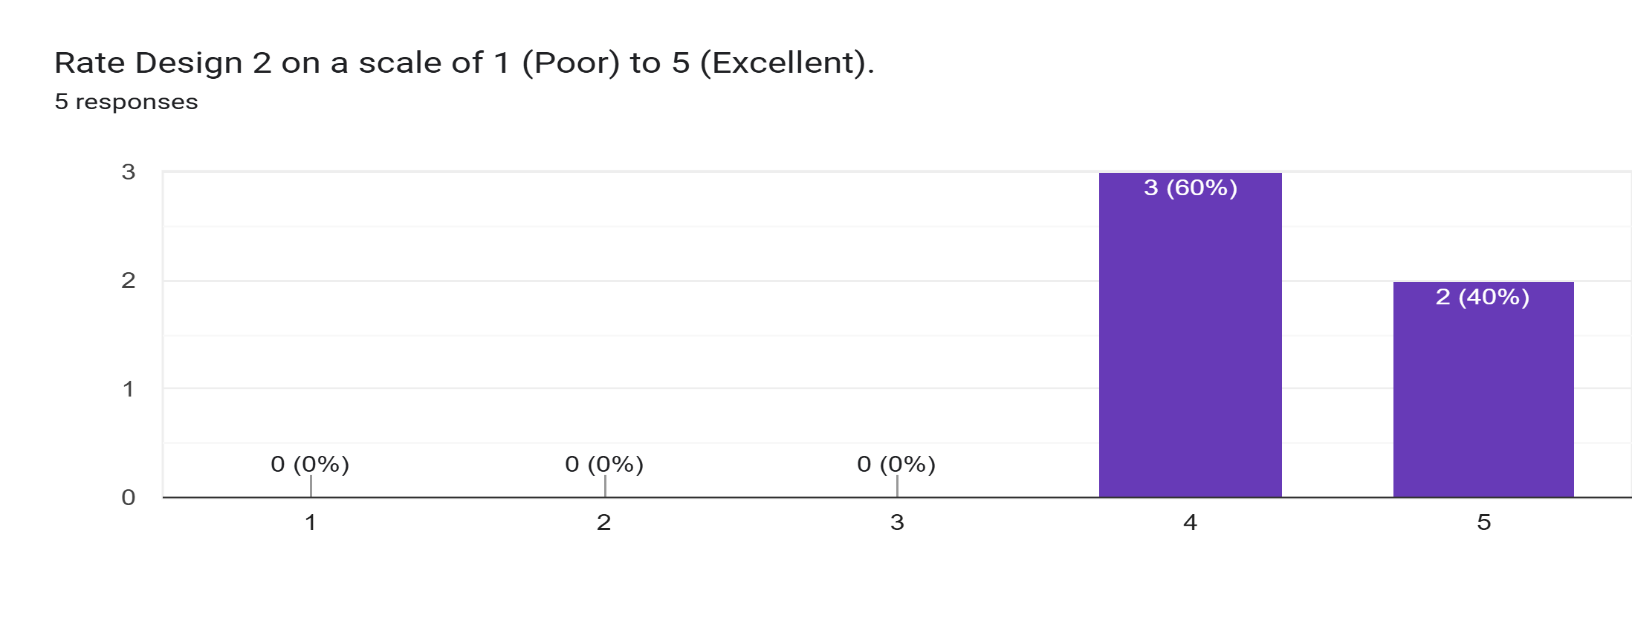 Rate Design 2 on a scale of 1 (Poor) to 5 (Excellent).
5 responses
3
2
1
0
0 (0%) 0 (0%) 0 (0%) 3 (60%) 2 (40%)
1 2 3 4 5